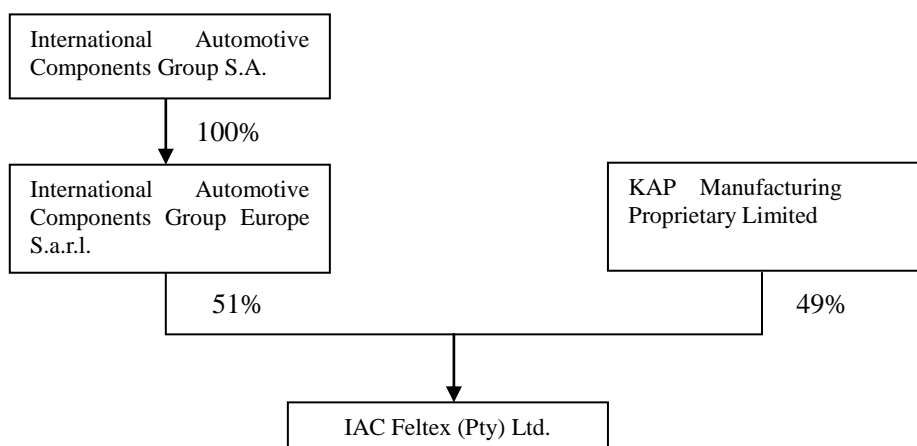 International Automotive
Components Group S.A.
100%
International Automotive
Components Group Europe
S.a.r.l.
KAP Manufacturing
Proprietary Limited
51%
49%
IAC Feltex (Pty) Ltd.